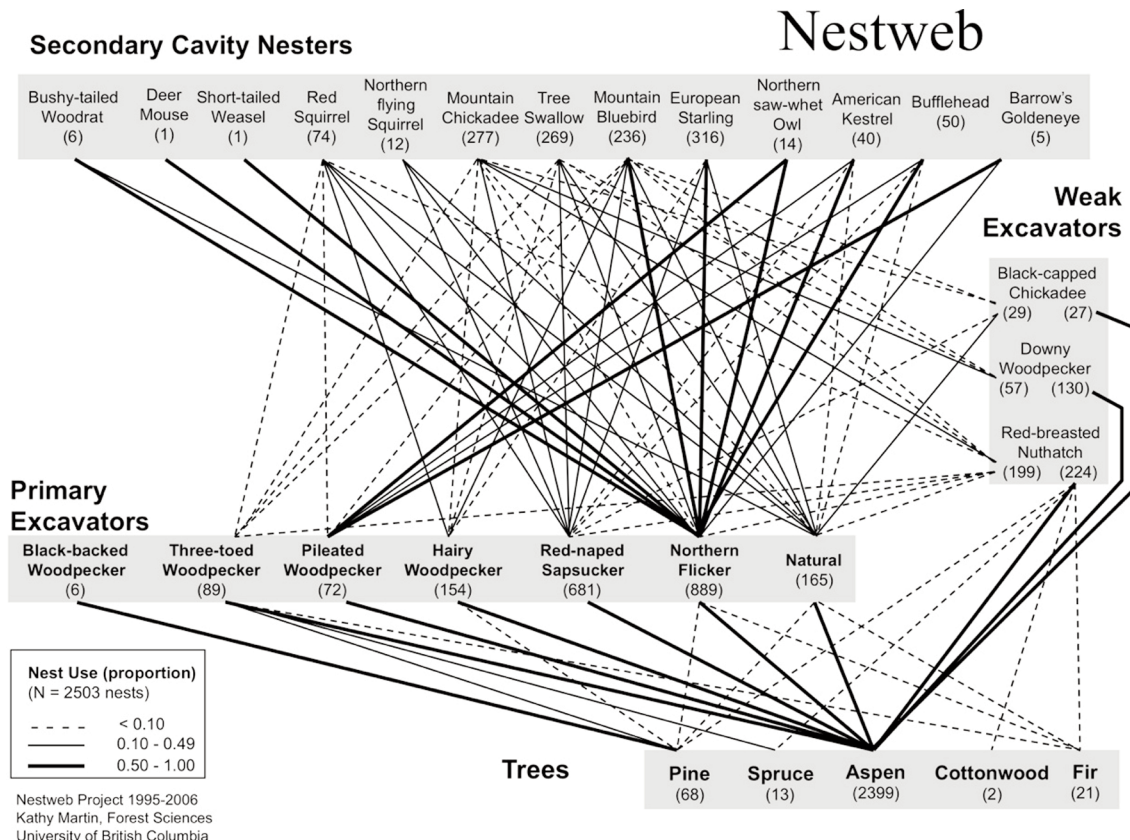 Nestweb
Secondary Cavity Nesters
Bushy-tailed
Woodrat
(6)
Deer
Mouse
(1)
Short-tailed
Weasel
(1)
Red
Squirrel
(74)
Northern
flying
Squirrel
(12)
Mountain
Chickadee
(277)
Tree
Swallow
(269)
Mountain
Bluebird
(236)
European
Starling
(316)
Northern
saw-whet
Owl
(14)
American
Kestrel
(40)
Bufflehead
(50)
Barrow's
Goldeneye
(5)
Weak
Excavators
Black-capped
Chickadee
(29) (27)
Downy
Woodpecker
(57) (130)
Red-breasted
Nuthatch
(199) (224)
Primary
Excavators
Black-backed
Woodpecker
(6)
Three-toed
Woodpecker
(89)
Pileated
Woodpecker
(72)
Hairy
Woodpecker
(154)
Red-naped
Sapsucker
(681)
Northern
Flicker
(889)
Natural
(165)
Nest Use (proportion)
(N = 2503 nests)
< 0.10
0.10 - 0.49
0.50 - 1.00
Trees
Pine
(68)
Spruce
(13)
Aspen
(2399)
Cottonwood
(2)
Fir
(21)
Nestweb Project 1995-2006
Kathy Martin, Forest Sciences
University of British Columbia